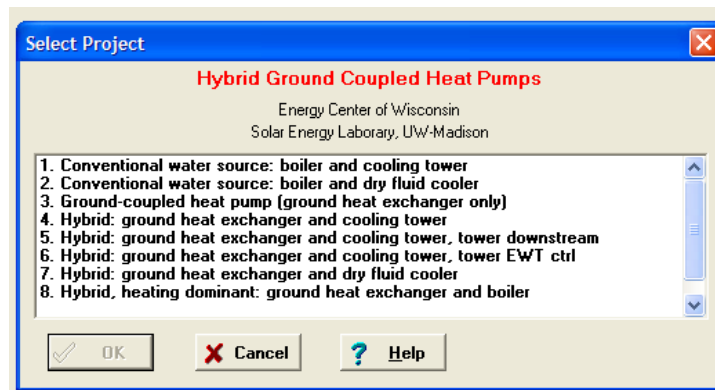 Select Project
Hybrid Ground Coupled Heat Pumps
Energy Center of Wisconsin
Solar Energy Laborary, UW-Madison
1. Conventional water source: boiler and cooling tower
2. Conventional water source: boiler and dry fluid cooler
3. Ground-coupled heat pump (ground heat exchanger only)
4. Hybrid: ground heat exchanger and cooling tower
5. Hybrid: ground heat exchanger and cooling tower, tower downstream
6. Hybrid: ground heat exchanger and cooling tower, tower EWT ctrl
7. Hybrid: ground heat exchanger and dry fluid cooler
8. Hybrid, heating dominant: ground heat exchanger and boiler
OK Cancel Help